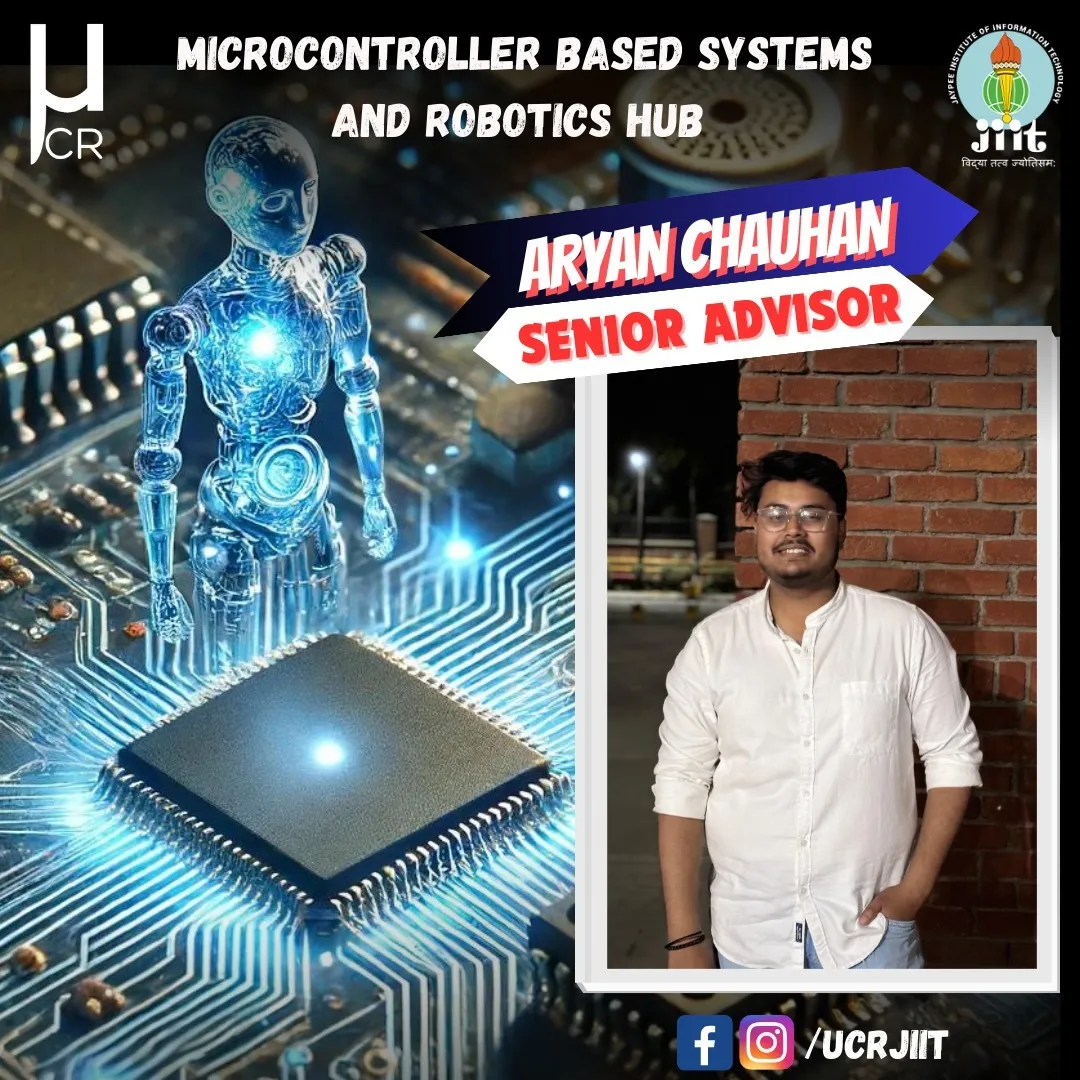 µ
CR
MICROCONTROLLER BASED SYSTEMS
AND ROBOTICS HUB
JAYPEE INSTITUTE OF INFORMATION TECHNOLOGY
jiit
विद्या तत्व ज्योतिसम:
ARYAN CHAUHAN
SENIOR ADVISOR
/UCRJIIT